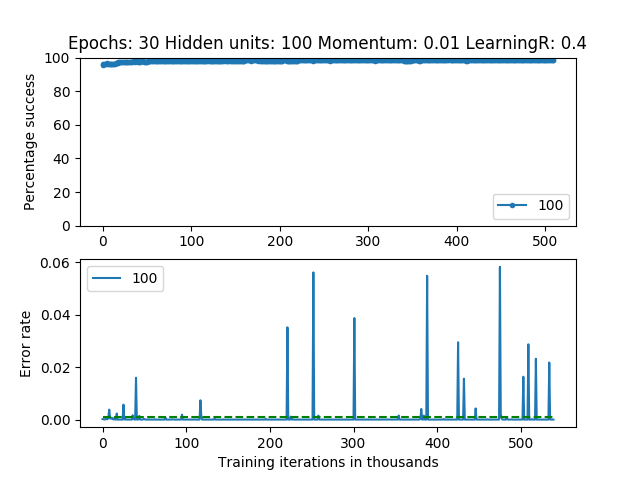 Epochs: 30 Hidden units: 100 Momentum: 0.01 LearningR: 0.4
100
80
60
40
20
0
Percentage success
100
0 100 200 300 400 500
0.06
0.04
0.02
0.00
Error rate
100
0 100 200 300 400 500
Training iterations in thousands